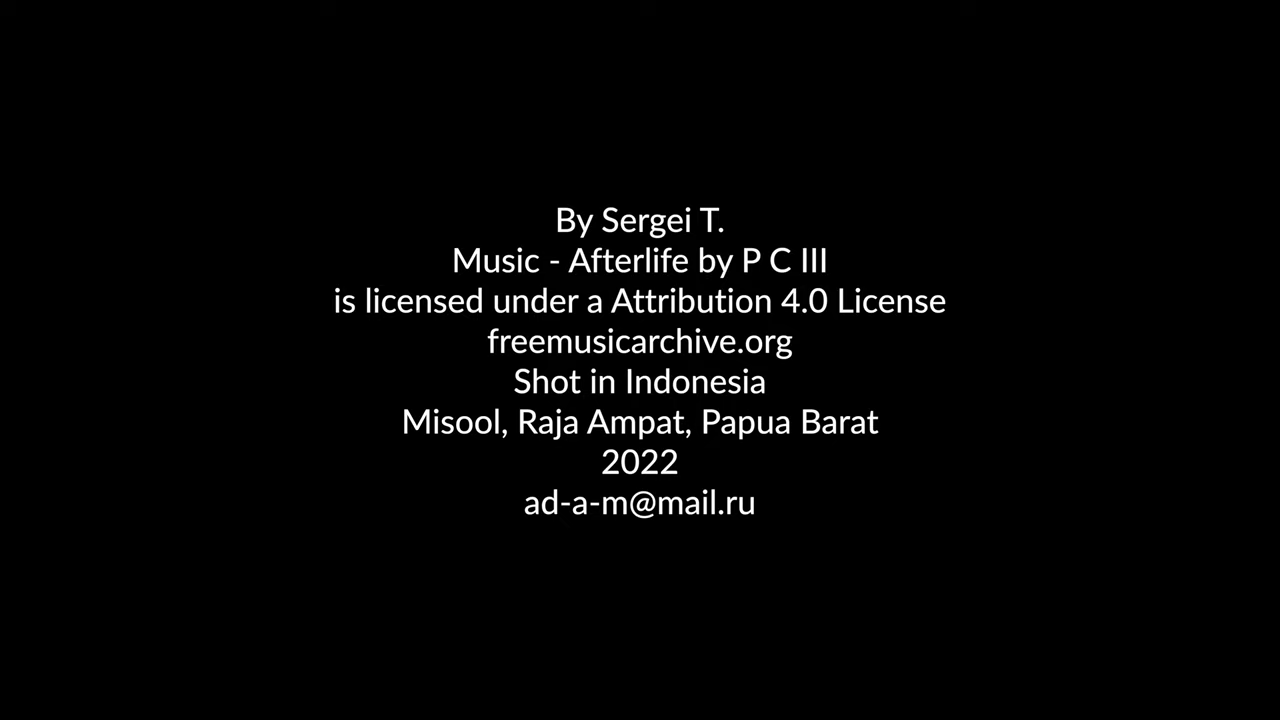 By Sergei T.
Music - Afterlife by P C III
is licensed under a Attribution 4.0 License
freemusicarchive.org
Shot in Indonesia
Misool, Raja Ampat, Papua Barat
2022
ad-a-m@mail.ru